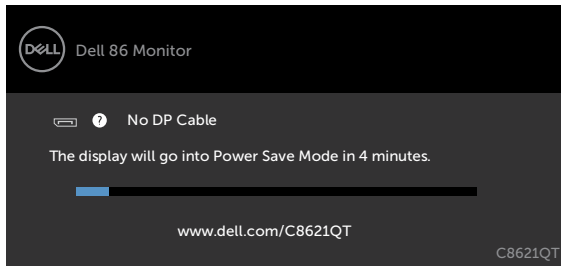 DELL
Dell 86 Monitor
? No DP Cable
The display will go into Power Save Mode in 4 minutes.
www.dell.com/C8621QT
C8621QT